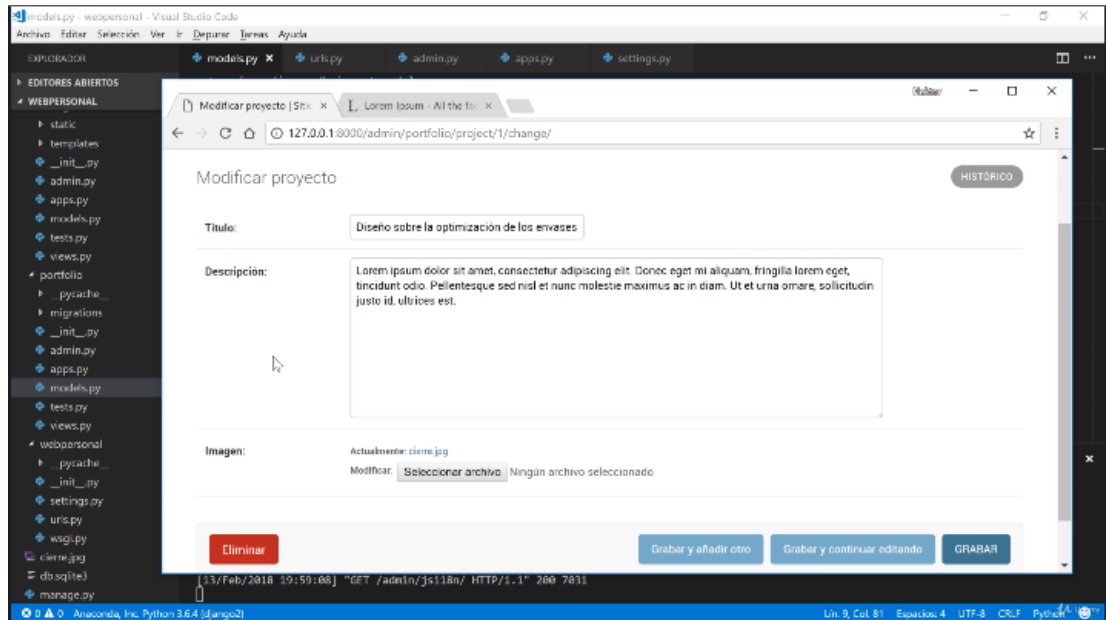 models.py - webpersonal - Visual Studio Code
Archivo Editar Selección Ver Ir Depurar Tareas Ayuda
EXPLORADOR
models.py
urls.py
admin.py
apps.py
settings.py
EDITORES ABIERTOS
WEBPERSONAL
static
templates
__init__.py
admin.py
apps.py
models.py
tests.py
views.py
portfolio
__pycache__
migrations
__init__.py
admin.py
apps.py
models.py
tests.py
views.py
webpersonal
__pycache__
__init__.py
settings.py
urls.py
wsgi.py
cierre.jpg
db.sqlite3
manage.py
Modificar proyecto | Sitio
Lorem Ipsum - All the fac
127.0.0.1:8000/admin/portfolio/project/1/change/
Modificar proyecto
HISTÓRICO
Título:
Diseño sobre la optimización de los envases
Descripción:
Lorem ipsum dolor sit amet, consectetur adipiscing elit. Donec eget mi aliquam, fringilla lorem eget,
tincidunt odio. Pellentesque sed nisl et nunc molestie maximus ac in diam. Ut et urna ornare, sollicitudin
justo id, ultrices est.
Imagen:
Actualmente: cierre.jpg
Modificar: Seleccionar archivo Ningún archivo seleccionado
Eliminar
Grabar y añadir otro
Grabar y continuar editando
GRABAR
[13/Feb/2018 19:59:08] "GET /admin/jsi18n/ HTTP/1.1" 200 7031
0 0 Anaconda, Inc. Python 3.6.4 (django2)
Lín. 9, Col. 81 Espacios: 4 UTF-8 CRLF Python